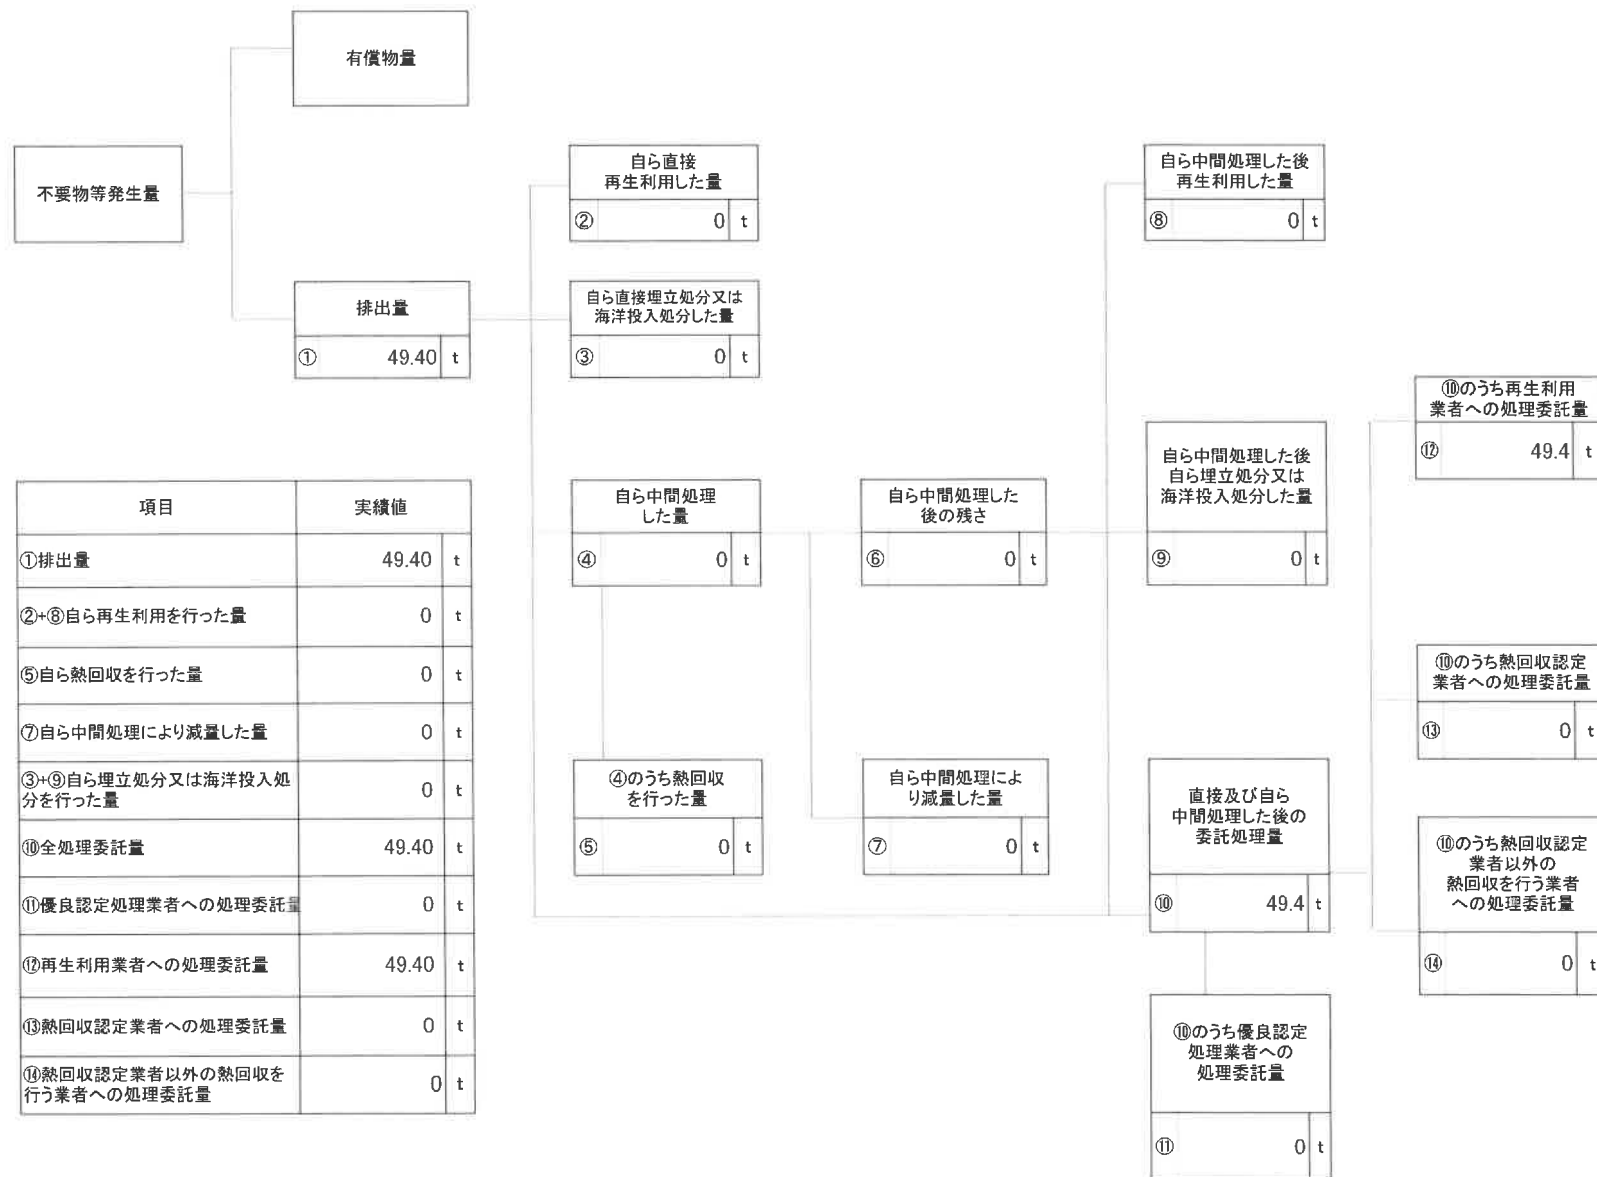 有償物量
不要物等発生量
排出量
① 49.40 t
自ら直接
再生利用した量
② 0 t
自ら直接埋立処分又は
海洋投入処分した量
③ 0 t
自ら中間処理
した量
④ 0 t
④のうち熱回収
を行った量
⑤ 0 t
自ら中間処理した
後の残さ
⑥ 0 t
自ら中間処理によ
り減量した量
⑦ 0 t
自ら中間処理した後
再生利用した量
⑧ 0 t
自ら中間処理した後
自ら埋立処分又は
海洋投入処分した量
⑨ 0 t
直接及び自ら
中間処理した後の
委託処理量
⑩ 49.4 t
⑩のうち優良認定
処理業者への
処理委託量
⑪ 0 t
⑩のうち再生利用
業者への処理委託量
⑫ 49.4 t
⑩のうち熱回収認定
業者への処理委託量
⑬ 0 t
⑩のうち熱回収認定
業者以外の
熱回収を行う業者
への処理委託量
⑭ 0 t
項目 実績値
①排出量 49.40 t
②+⑧自ら再生利用を行った量 0 t
⑤自ら熱回収を行った量 0 t
⑦自ら中間処理により減量した量 0 t
③+⑨自ら埋立処分又は海洋投入処
分を行った量 0 t
⑩全処理委託量 49.40 t
⑪優良認定処理業者への処理委託量 0 t
⑫再生利用業者への処理委託量 49.40 t
⑬熱回収認定業者への処理委託量 0 t
⑭熱回収認定業者以外の熱回収を
行う業者への処理委託量 0 t